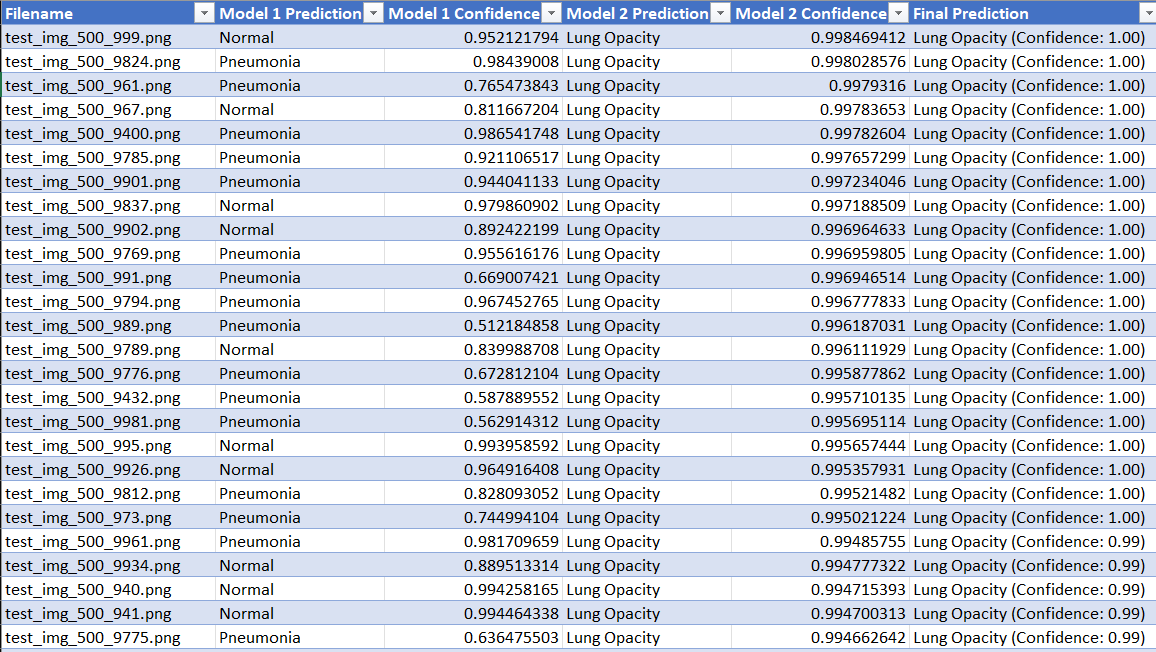 Filename Model 1 Prediction Model 1 Confidence Model 2 Prediction Model 2 Confidence Final Prediction
test_img_500_999.png Normal 0.952121794 Lung Opacity 0.998469412 Lung Opacity (Confidence: 1.00)
test_img_500_9824.png Pneumonia 0.98439008 Lung Opacity 0.998028576 Lung Opacity (Confidence: 1.00)
test_img_500_961.png Pneumonia 0.765473843 Lung Opacity 0.9979316 Lung Opacity (Confidence: 1.00)
test_img_500_967.png Normal 0.811667204 Lung Opacity 0.99783653 Lung Opacity (Confidence: 1.00)
test_img_500_9400.png Pneumonia 0.986541748 Lung Opacity 0.99782604 Lung Opacity (Confidence: 1.00)
test_img_500_9785.png Pneumonia 0.921106517 Lung Opacity 0.997657299 Lung Opacity (Confidence: 1.00)
test_img_500_9901.png Pneumonia 0.944041133 Lung Opacity 0.997234046 Lung Opacity (Confidence: 1.00)
test_img_500_9837.png Normal 0.979860902 Lung Opacity 0.997188509 Lung Opacity (Confidence: 1.00)
test_img_500_9902.png Normal 0.892422199 Lung Opacity 0.996964633 Lung Opacity (Confidence: 1.00)
test_img_500_9769.png Pneumonia 0.955616176 Lung Opacity 0.996959805 Lung Opacity (Confidence: 1.00)
test_img_500_991.png Pneumonia 0.669007421 Lung Opacity 0.996946514 Lung Opacity (Confidence: 1.00)
test_img_500_9794.png Pneumonia 0.967452765 Lung Opacity 0.996777833 Lung Opacity (Confidence: 1.00)
test_img_500_989.png Pneumonia 0.512184858 Lung Opacity 0.996187031 Lung Opacity (Confidence: 1.00)
test_img_500_9789.png Normal 0.839988708 Lung Opacity 0.996111929 Lung Opacity (Confidence: 1.00)
test_img_500_9776.png Pneumonia 0.672812104 Lung Opacity 0.995877862 Lung Opacity (Confidence: 1.00)
test_img_500_9432.png Pneumonia 0.587889552 Lung Opacity 0.995710135 Lung Opacity (Confidence: 1.00)
test_img_500_9981.png Pneumonia 0.562914312 Lung Opacity 0.995695114 Lung Opacity (Confidence: 1.00)
test_img_500_995.png Normal 0.993958592 Lung Opacity 0.995657444 Lung Opacity (Confidence: 1.00)
test_img_500_9926.png Normal 0.964916408 Lung Opacity 0.995357931 Lung Opacity (Confidence: 1.00)
test_img_500_9812.png Pneumonia 0.828093052 Lung Opacity 0.99521482 Lung Opacity (Confidence: 1.00)
test_img_500_973.png Pneumonia 0.744994104 Lung Opacity 0.995021224 Lung Opacity (Confidence: 1.00)
test_img_500_9961.png Pneumonia 0.981709659 Lung Opacity 0.99485755 Lung Opacity (Confidence: 0.99)
test_img_500_9934.png Normal 0.889513314 Lung Opacity 0.994777322 Lung Opacity (Confidence: 0.99)
test_img_500_940.png Normal 0.994258165 Lung Opacity 0.994715393 Lung Opacity (Confidence: 0.99)
test_img_500_941.png Normal 0.994464338 Lung Opacity 0.994700313 Lung Opacity (Confidence: 0.99)
test_img_500_9775.png Pneumonia 0.636475503 Lung Opacity 0.994662642 Lung Opacity (Confidence: 0.99)